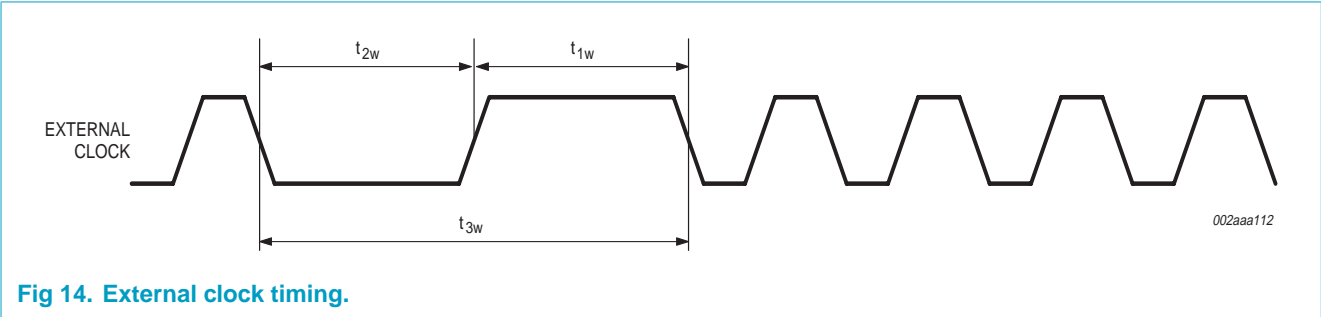 t2w
t1w
EXTERNAL
CLOCK
t3w
002aaa112
Fig 14. External clock timing.